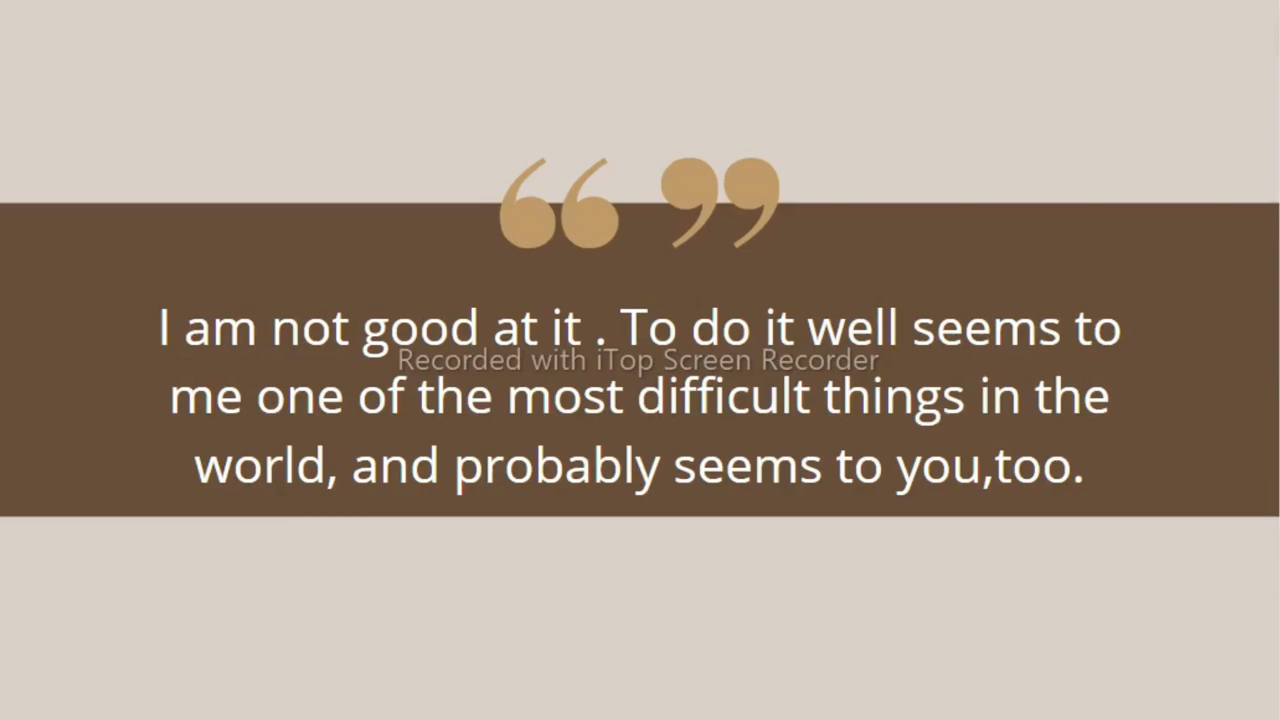 “ ”
I am not good at it . To do it well seems to
Recorded with iTop Screen Recorder
me one of the most difficult things in the
world, and probably seems to you,too.